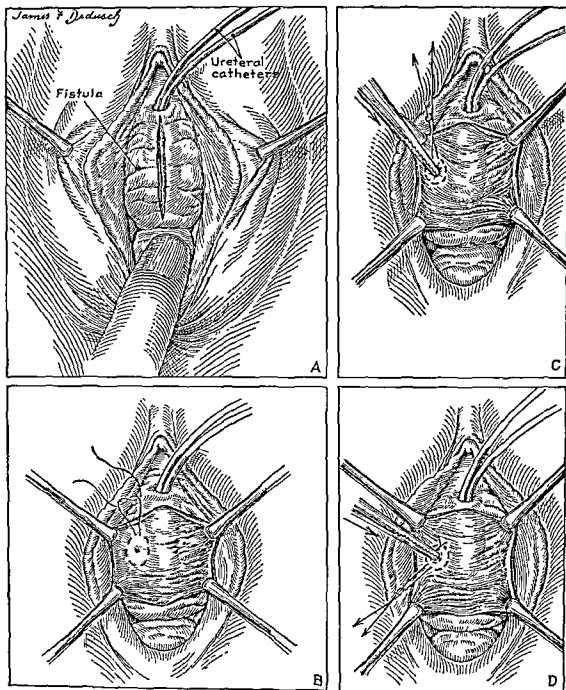 James F Didusch
Ureteral
catheters
Fistula
A
C
B
D